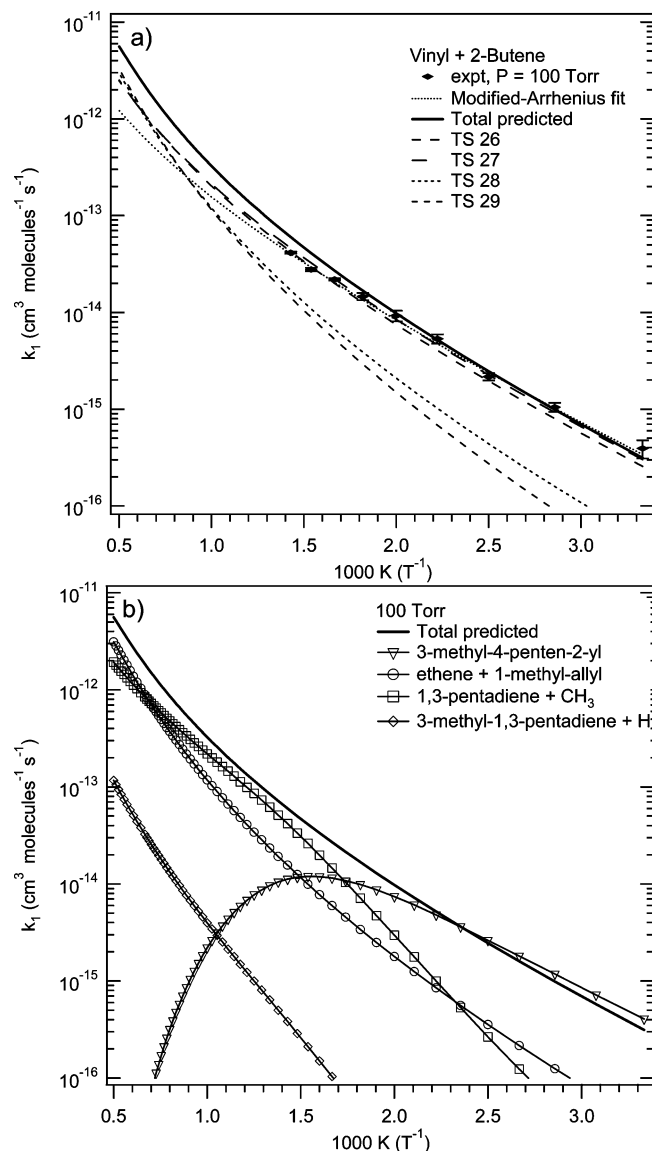 a)
Vinyl + 2-Butene
expt, P = 100 Torr
Modified-Arrhenius fit
Total predicted
TS 26
TS 27
TS 28
TS 29
10⁻¹¹
10⁻¹²
10⁻¹³
10⁻¹⁴
10⁻¹⁵
10⁻¹⁶
k₁ (cm³ molecules⁻¹ s⁻¹)
0.5 1.0 1.5 2.0 2.5 3.0
1000 K (T⁻¹)
b)
100 Torr
Total predicted
3-methyl-4-penten-2-yl
ethene + 1-methyl-allyl
1,3-pentadiene + CH₃
3-methyl-1,3-pentadiene + H
10⁻¹¹
10⁻¹²
10⁻¹³
10⁻¹⁴
10⁻¹⁵
10⁻¹⁶
k₁ (cm³ molecules⁻¹ s⁻¹)
0.5 1.0 1.5 2.0 2.5 3.0
1000 K (T⁻¹)